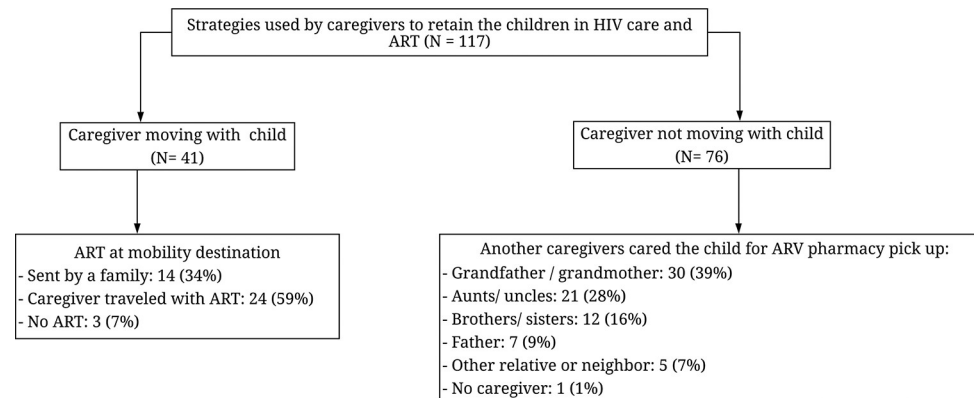 Strategies used by caregivers to retain the children in HIV care and
ART (N = 117)
Caregiver moving with child
(N= 41)
Caregiver not moving with child
(N= 76)
ART at mobility destination
- Sent by a family: 14 (34%)
- Caregiver traveled with ART: 24 (59%)
- No ART: 3 (7%)
Another caregivers cared the child for ARV pharmacy pick up:
- Grandfather / grandmother: 30 (39%)
- Aunts/ uncles: 21 (28%)
- Brothers/ sisters: 12 (16%)
- Father: 7 (9%)
- Other relative or neighbor: 5 (7%)
- No caregiver: 1 (1%)